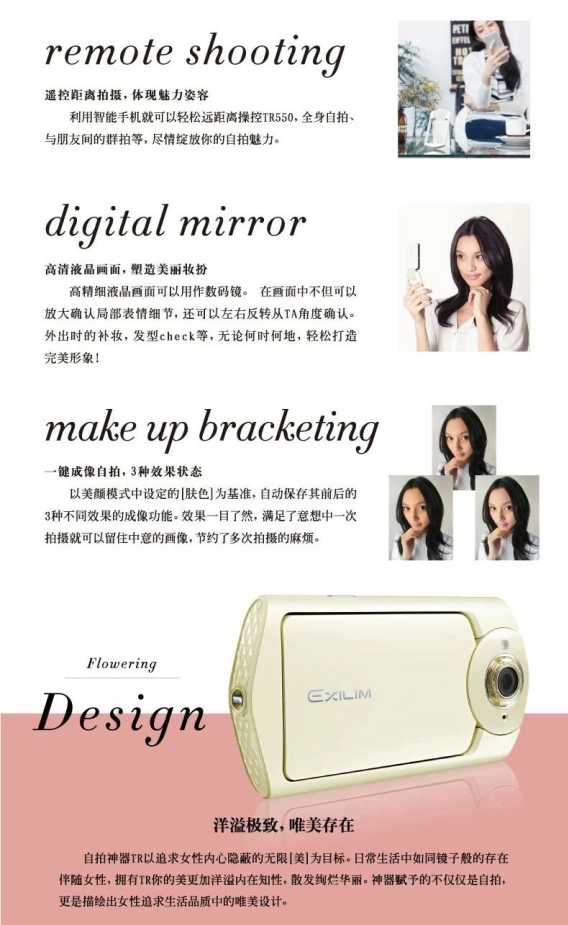 remote shooting
遥控距离拍摄，体现魅力姿容
利用智能手机就可以轻松远距离操控TR550，全身自拍、
与朋友间的群拍等，尽情绽放你的自拍魅力。
digital mirror
高清液晶画面，塑造美丽妆扮
高精细液晶画面可以用作数码镜。 在画面中不但可以
放大确认局部表情细节，还可以左右反转从TA角度确认。
外出时的补妆，发型check等，无论何时何地，轻松打造
完美形象！
make up bracketing
一键成像自拍，3种效果状态
以美颜模式中设定的[肤色]为基准，自动保存其前后的
3种不同效果的成像功能。效果一目了然，满足了意想中一次
拍摄就可以留住中意的画像，节约了多次拍摄的麻烦。
Flowering
Design
EXILIM
洋溢极致，唯美存在
自拍神器TR以追求女性内心隐蔽的无限[美]为目标。日常生活中如同镜子般的存在
伴随女性，拥有TR你的美更加洋溢内在知性，散发绚烂华丽。神器赋予的不仅仅是自拍，
更是描绘出女性追求生活品质中的唯美设计。